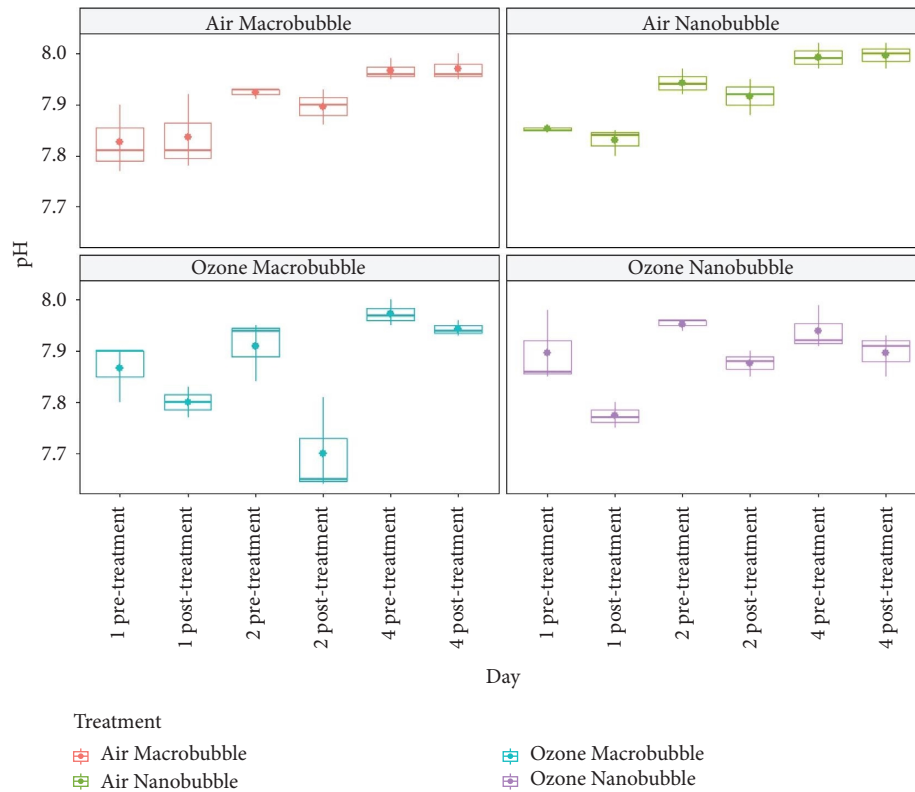 Air Macrobubble
Air Nanobubble
8.0
7.9
7.8
7.7
pH
Ozone Macrobubble
Ozone Nanobubble
8.0
7.9
7.8
7.7
1 pre-treatment
1 post-treatment
2 pre-treatment
2 post-treatment
4 pre-treatment
4 post-treatment
1 pre-treatment
1 post-treatment
2 pre-treatment
2 post-treatment
4 pre-treatment
4 post-treatment
Day
Treatment
Air Macrobubble
Air Nanobubble
Ozone Macrobubble
Ozone Nanobubble